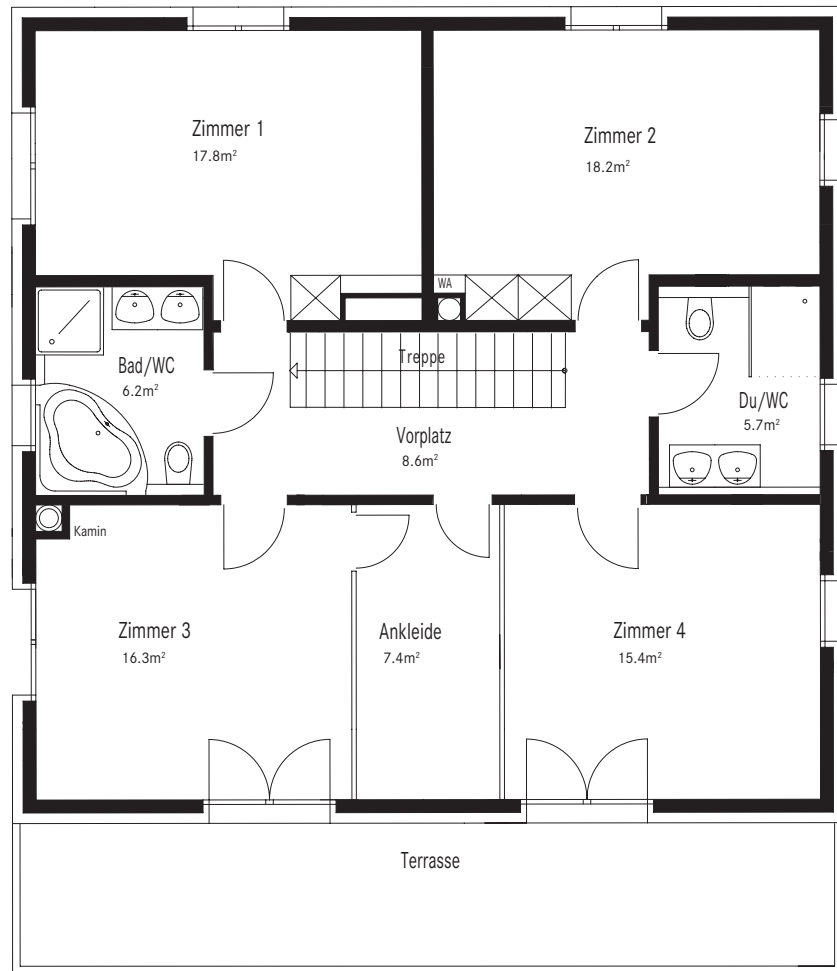 Zimmer 1
17.8m²
Zimmer 2
18.2m²
WA
Bad/WC
6.2m²
Treppe
Du/WC
5.7m²
Vorplatz
8.6m²
Kamin
Zimmer 3
16.3m²
Ankleide
7.4m²
Zimmer 4
15.4m²
Terrasse